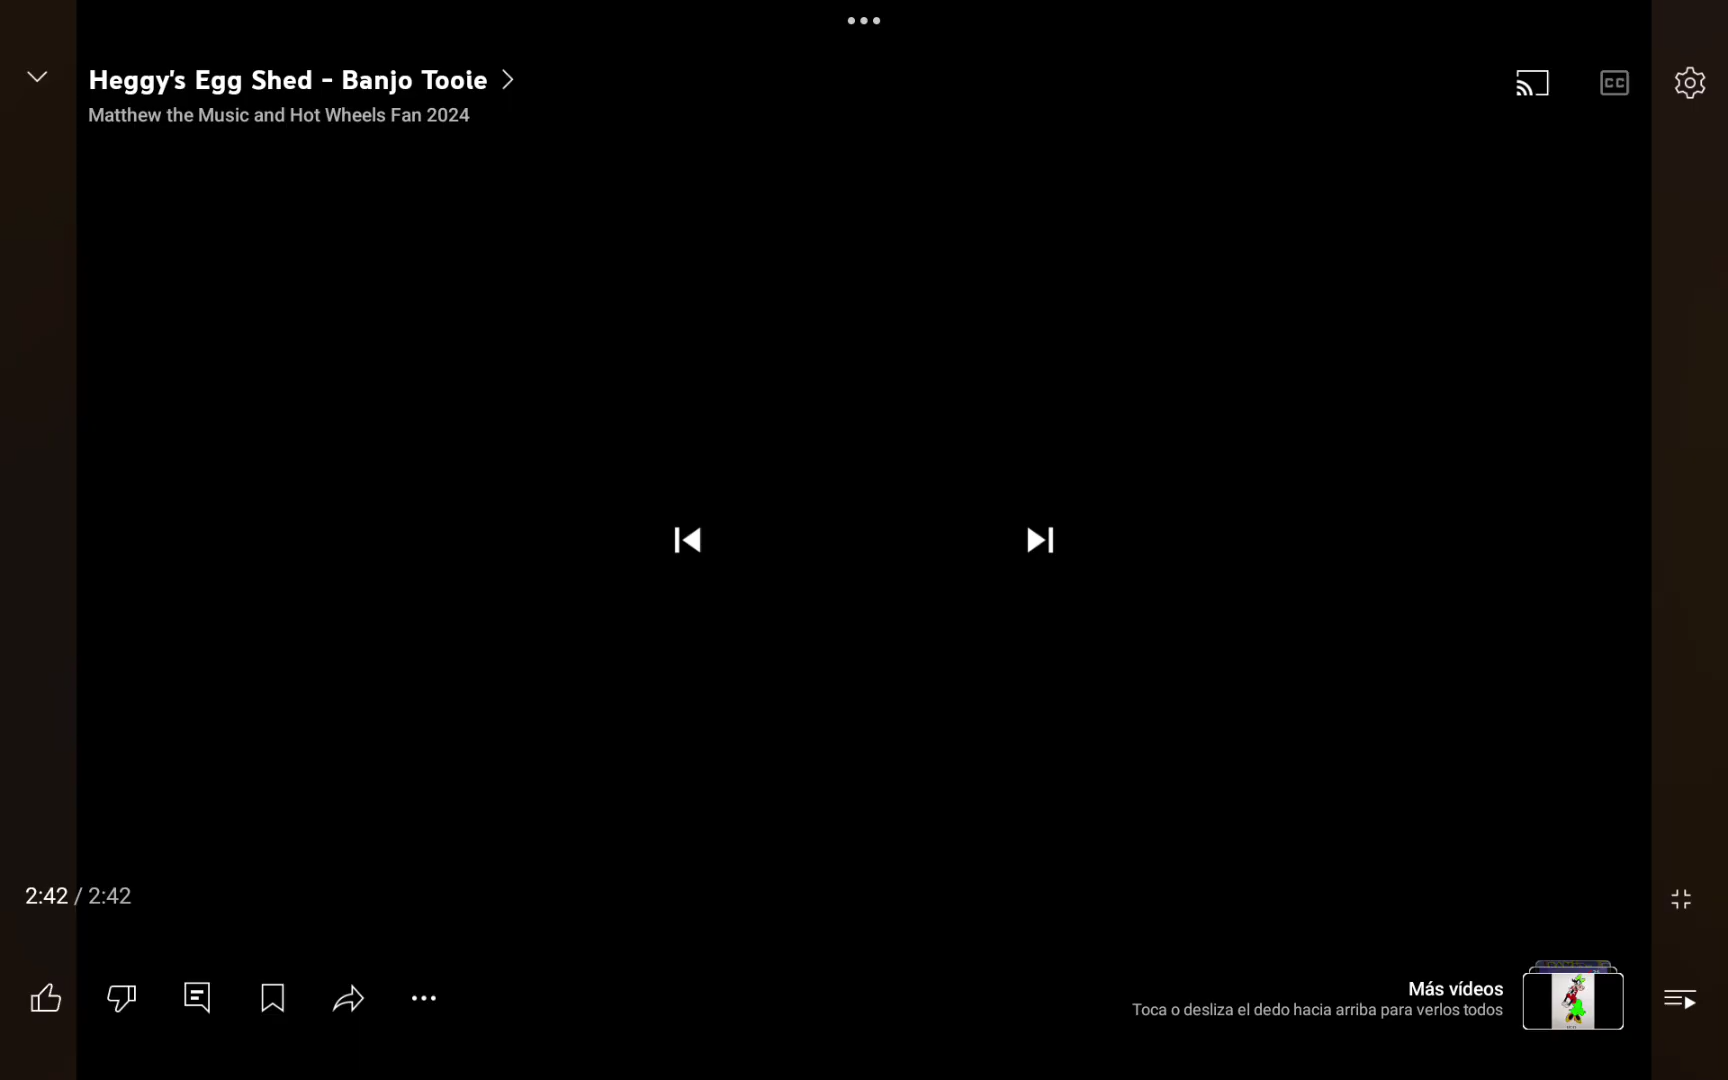 Heggy's Egg Shed - Banjo Tooie
Matthew the Music and Hot Wheels Fan 2024
CC
2:42 / 2:42
Más vídeos
Toca o desliza el dedo hacia arriba para verlos todos